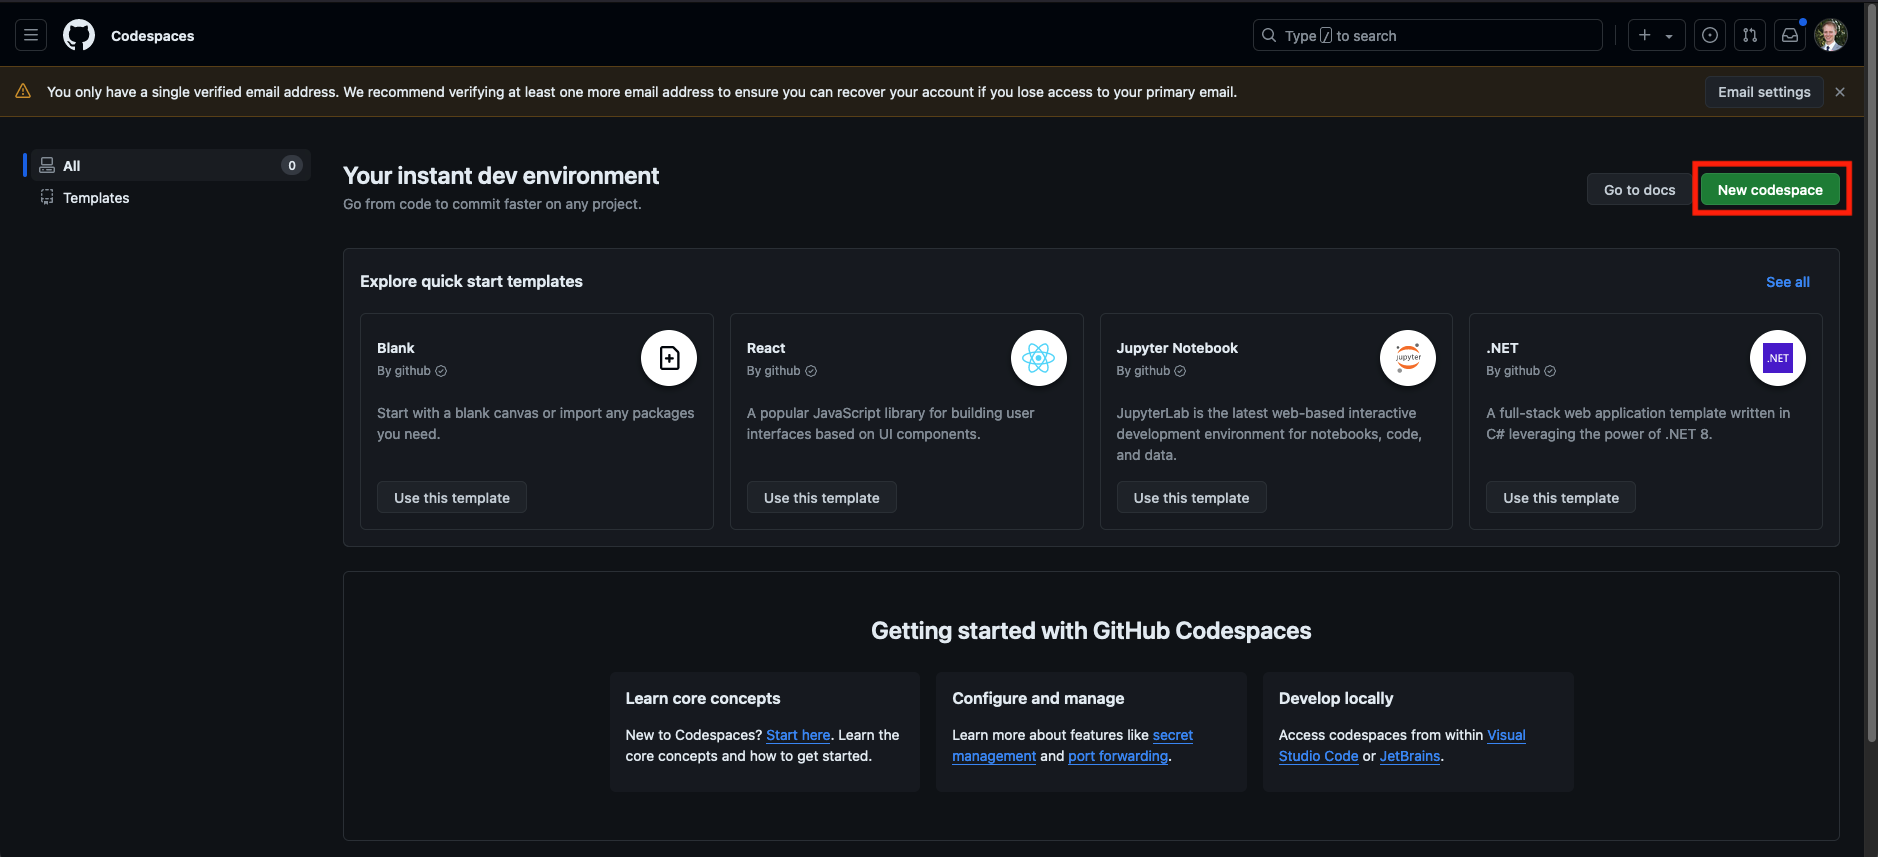 Codespaces
Type / to search
You only have a single verified email address. We recommend verifying at least one more email address to ensure you can recover your account if you lose access to your primary email.
Email settings
All
0
Templates
Your instant dev environment
Go from code to commit faster on any project.
Go to docs
New codespace
Explore quick start templates
See all
Blank
By github
Start with a blank canvas or import any packages
you need.
Use this template
React
By github
A popular JavaScript library for building user
interfaces based on UI components.
Use this template
Jupyter Notebook
By github
jupyter
JupyterLab is the latest web-based interactive
development environment for notebooks, code,
and data.
Use this template
.NET
By github
.NET
A full-stack web application template written in
C# leveraging the power of .NET 8.
Use this template
Getting started with GitHub Codespaces
Learn core concepts
New to Codespaces? Start here. Learn the
core concepts and how to get started.
Configure and manage
Learn more about features like secret
management and port forwarding.
Develop locally
Access codespaces from within Visual
Studio Code or JetBrains.